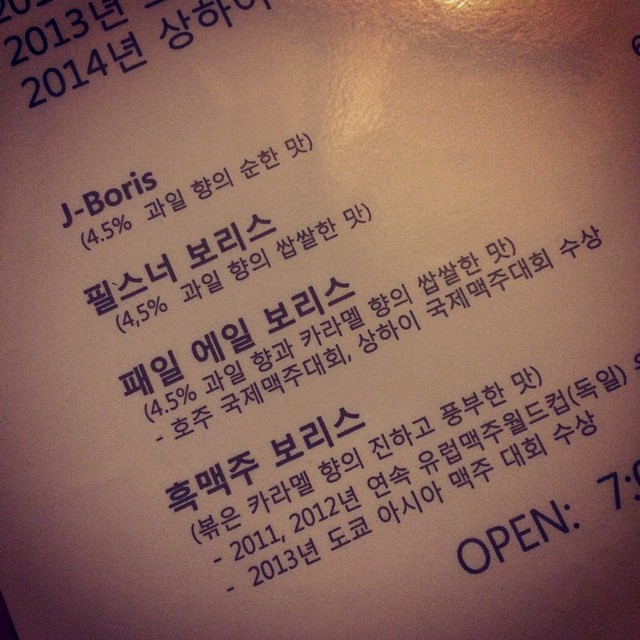 2013년
2014년 상하이
J-Boris
(4.5% 과일 향의 순한 맛)
필스너 보리스
(4,5% 과일 향의 쌉쌀한 맛)
패일 에일 보리스
(4.5% 과일 향과 카라멜 향의 쌉쌀한 맛)
- 호주 국제맥주대회, 상하이 국제맥주대회 수상
흑맥주 보리스
(볶은 카라멜 향의 진하고 풍부한 맛)
- 2011, 2012년 연속 유럽맥주월드컵(독일)
- 2013년 도쿄 아시아 맥주 대회 수상
OPEN: 7: